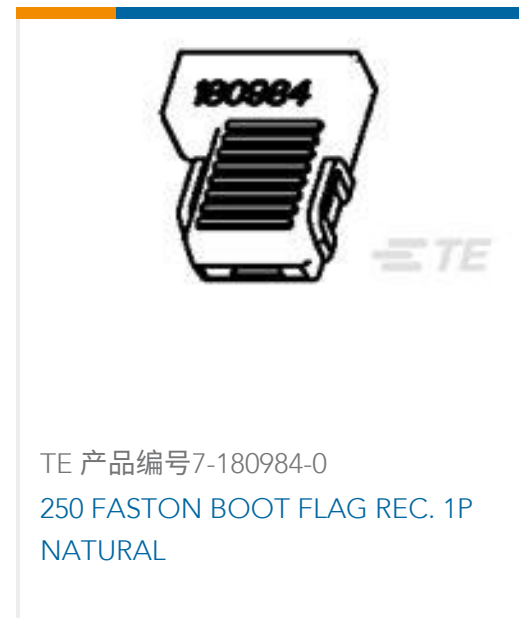 180984
TE
TE 产品编号7-180984-0
250 FASTON BOOT FLAG REC. 1P
NATURAL